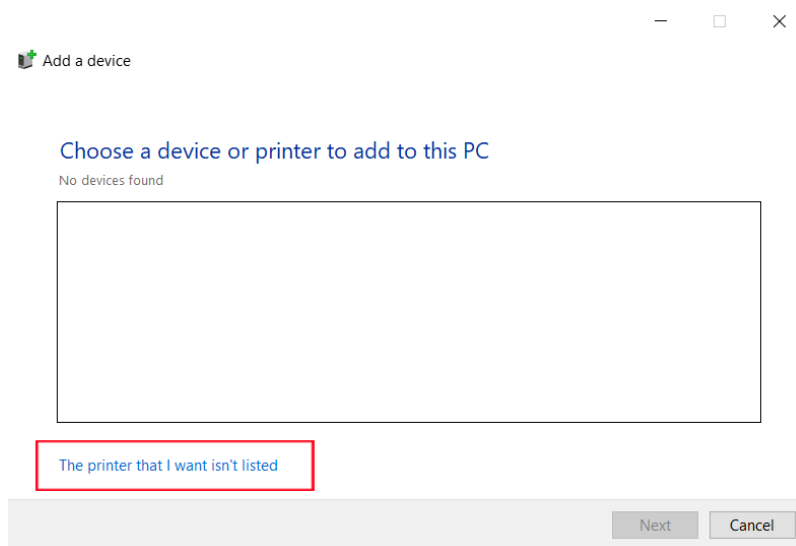 Add a device
Choose a device or printer to add to this PC
No devices found
The printer that I want isn't listed
Next
Cancel